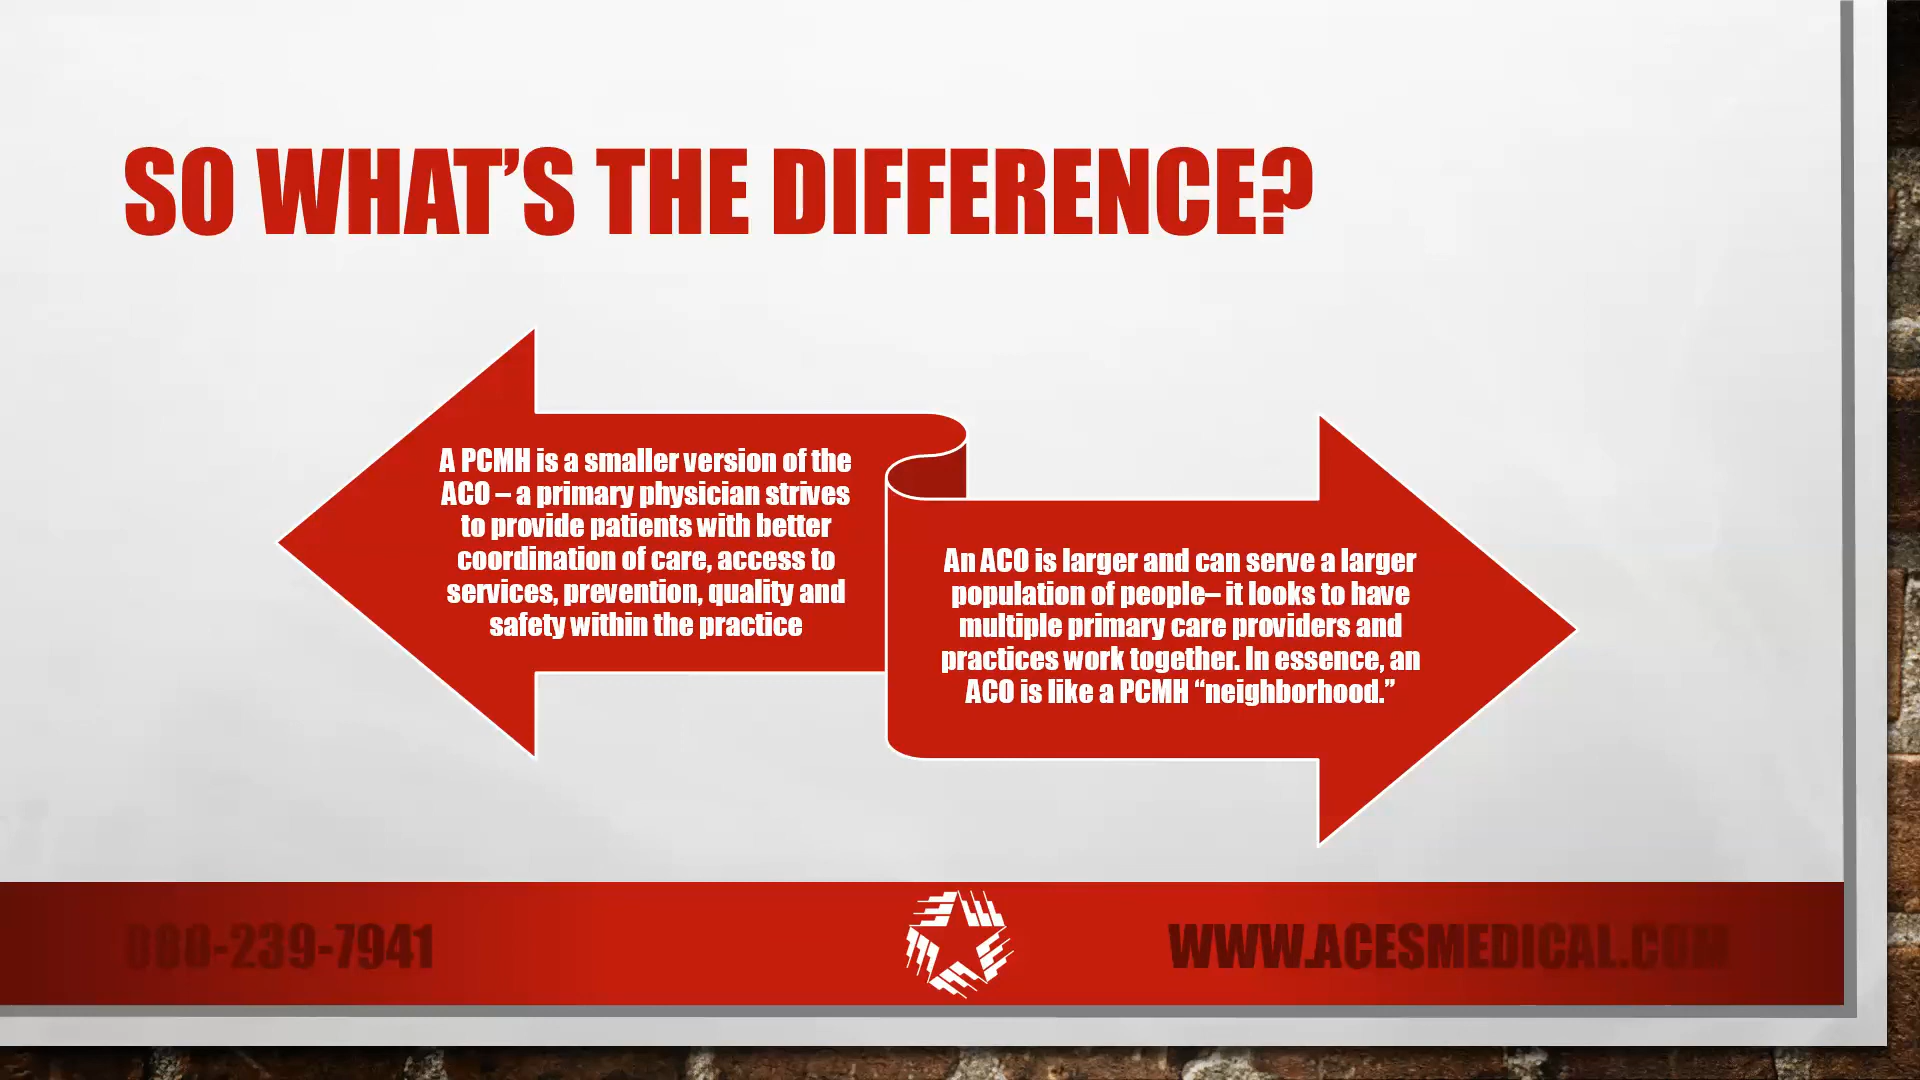 SO WHAT'S THE DIFFERENCE?
A PCMH is a smaller version of the
ACO – a primary physician strives
to provide patients with better
coordination of care, access to
services, prevention, quality and
safety within the practice
An ACO is larger and can serve a larger
population of people– it looks to have
multiple primary care providers and
practices work together. In essence, an
ACO is like a PCMH “neighborhood.”
080-239-7941
WWW.ACESMEDICAL.COM